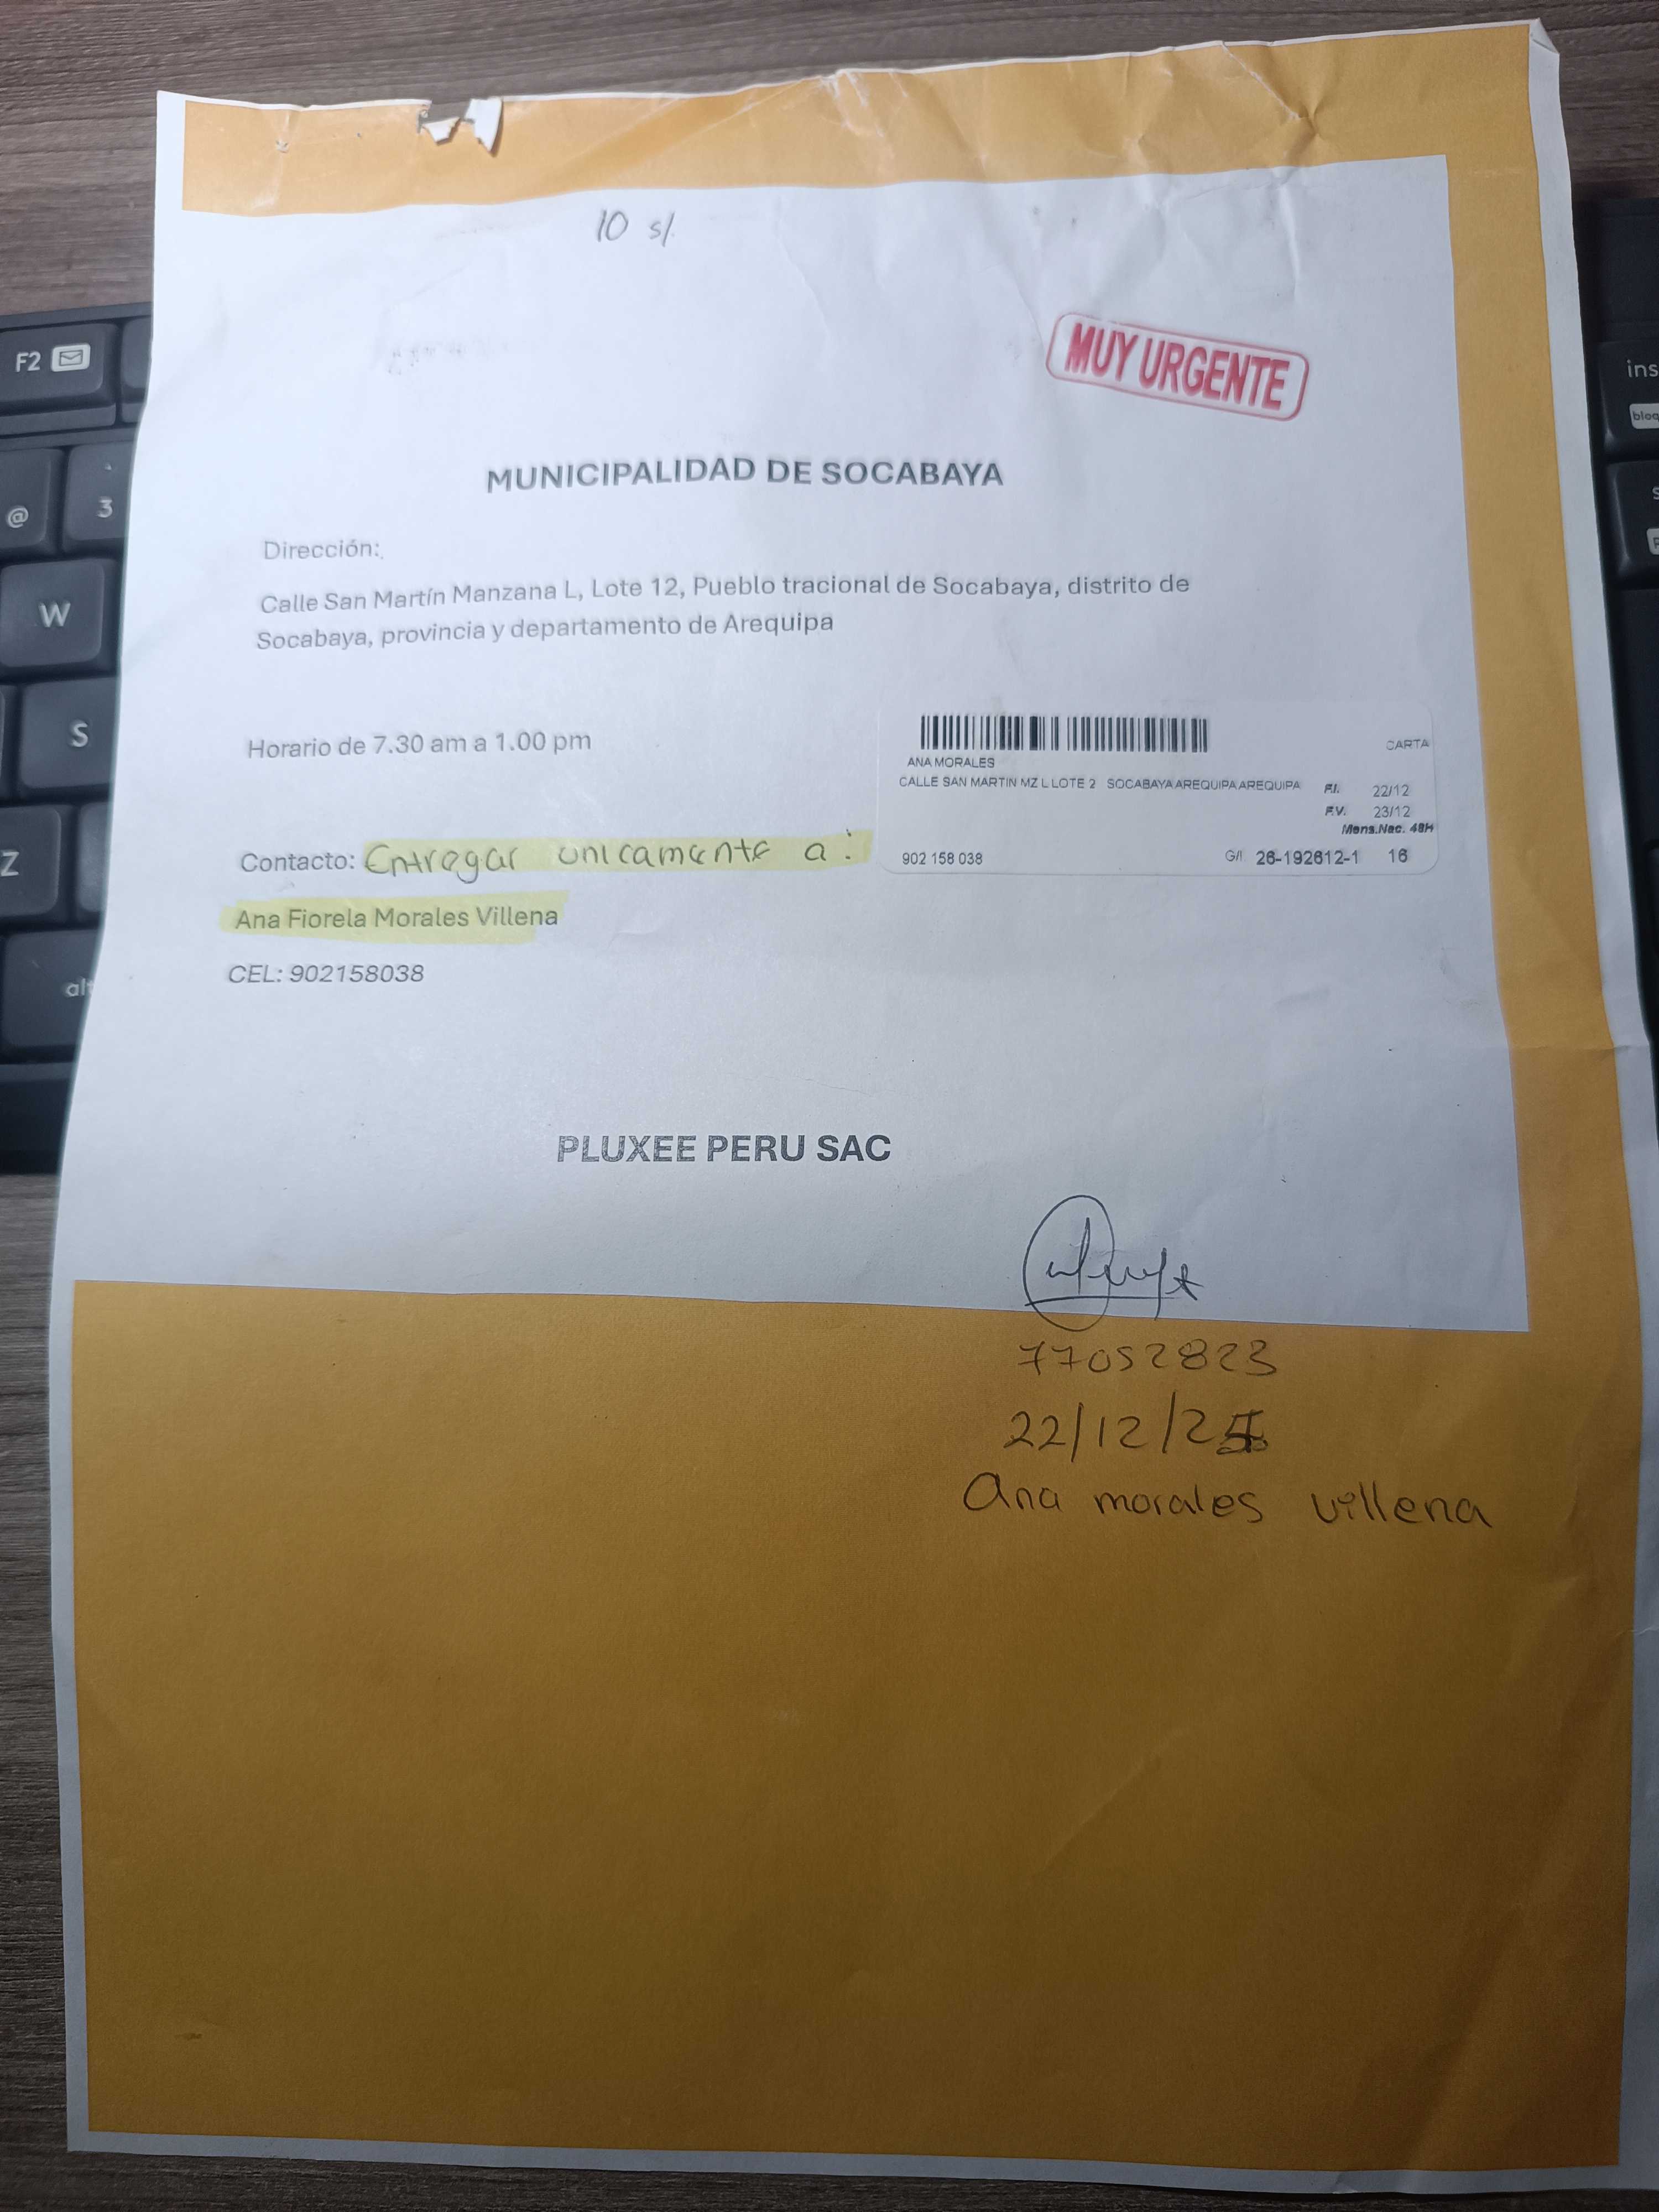 10 s/.
MUY URGENTE
MUNICIPALIDAD DE SOCABAYA
Dirección:
Calle San Martín Manzana L, Lote 12, Pueblo tracional de Socabaya, distrito de
Socabaya, provincia y departamento de Arequipa
Horario de 7.30 am a 1.00 pm
CARTA
ANA MORALES
CALLE SAN MARTIN MZ L LOTE 2 SOCABAYA AREQUIPA AREQUIPA
F.I. 22/12
F.V. 23/12
Mens.Nac. 48H
902 158 038 G/I 26-192612-1 16
Contacto: Entregar unicamente a:
Ana Fiorela Morales Villena
CEL: 902158038
PLUXEE PERU SAC
77052823
22/12/25
Ana morales villena
F2
@
3
W
S
Z
alt
ins